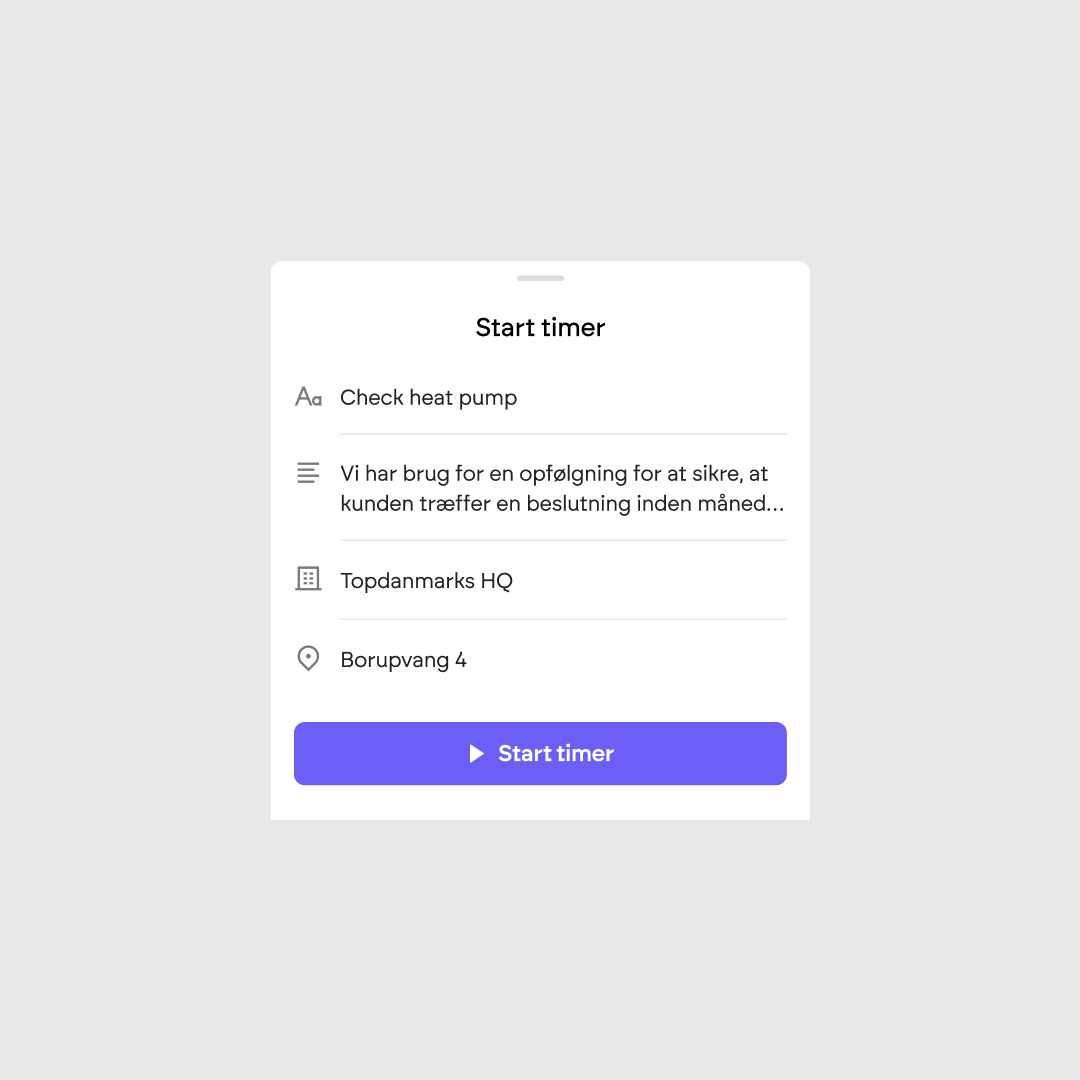 Start timer
Aa Check heat pump
Vi har brug for en opfølgning for at sikre, at
kunden træffer en beslutning inden måned...
Topdanmarks HQ
Borupvang 4
Start timer